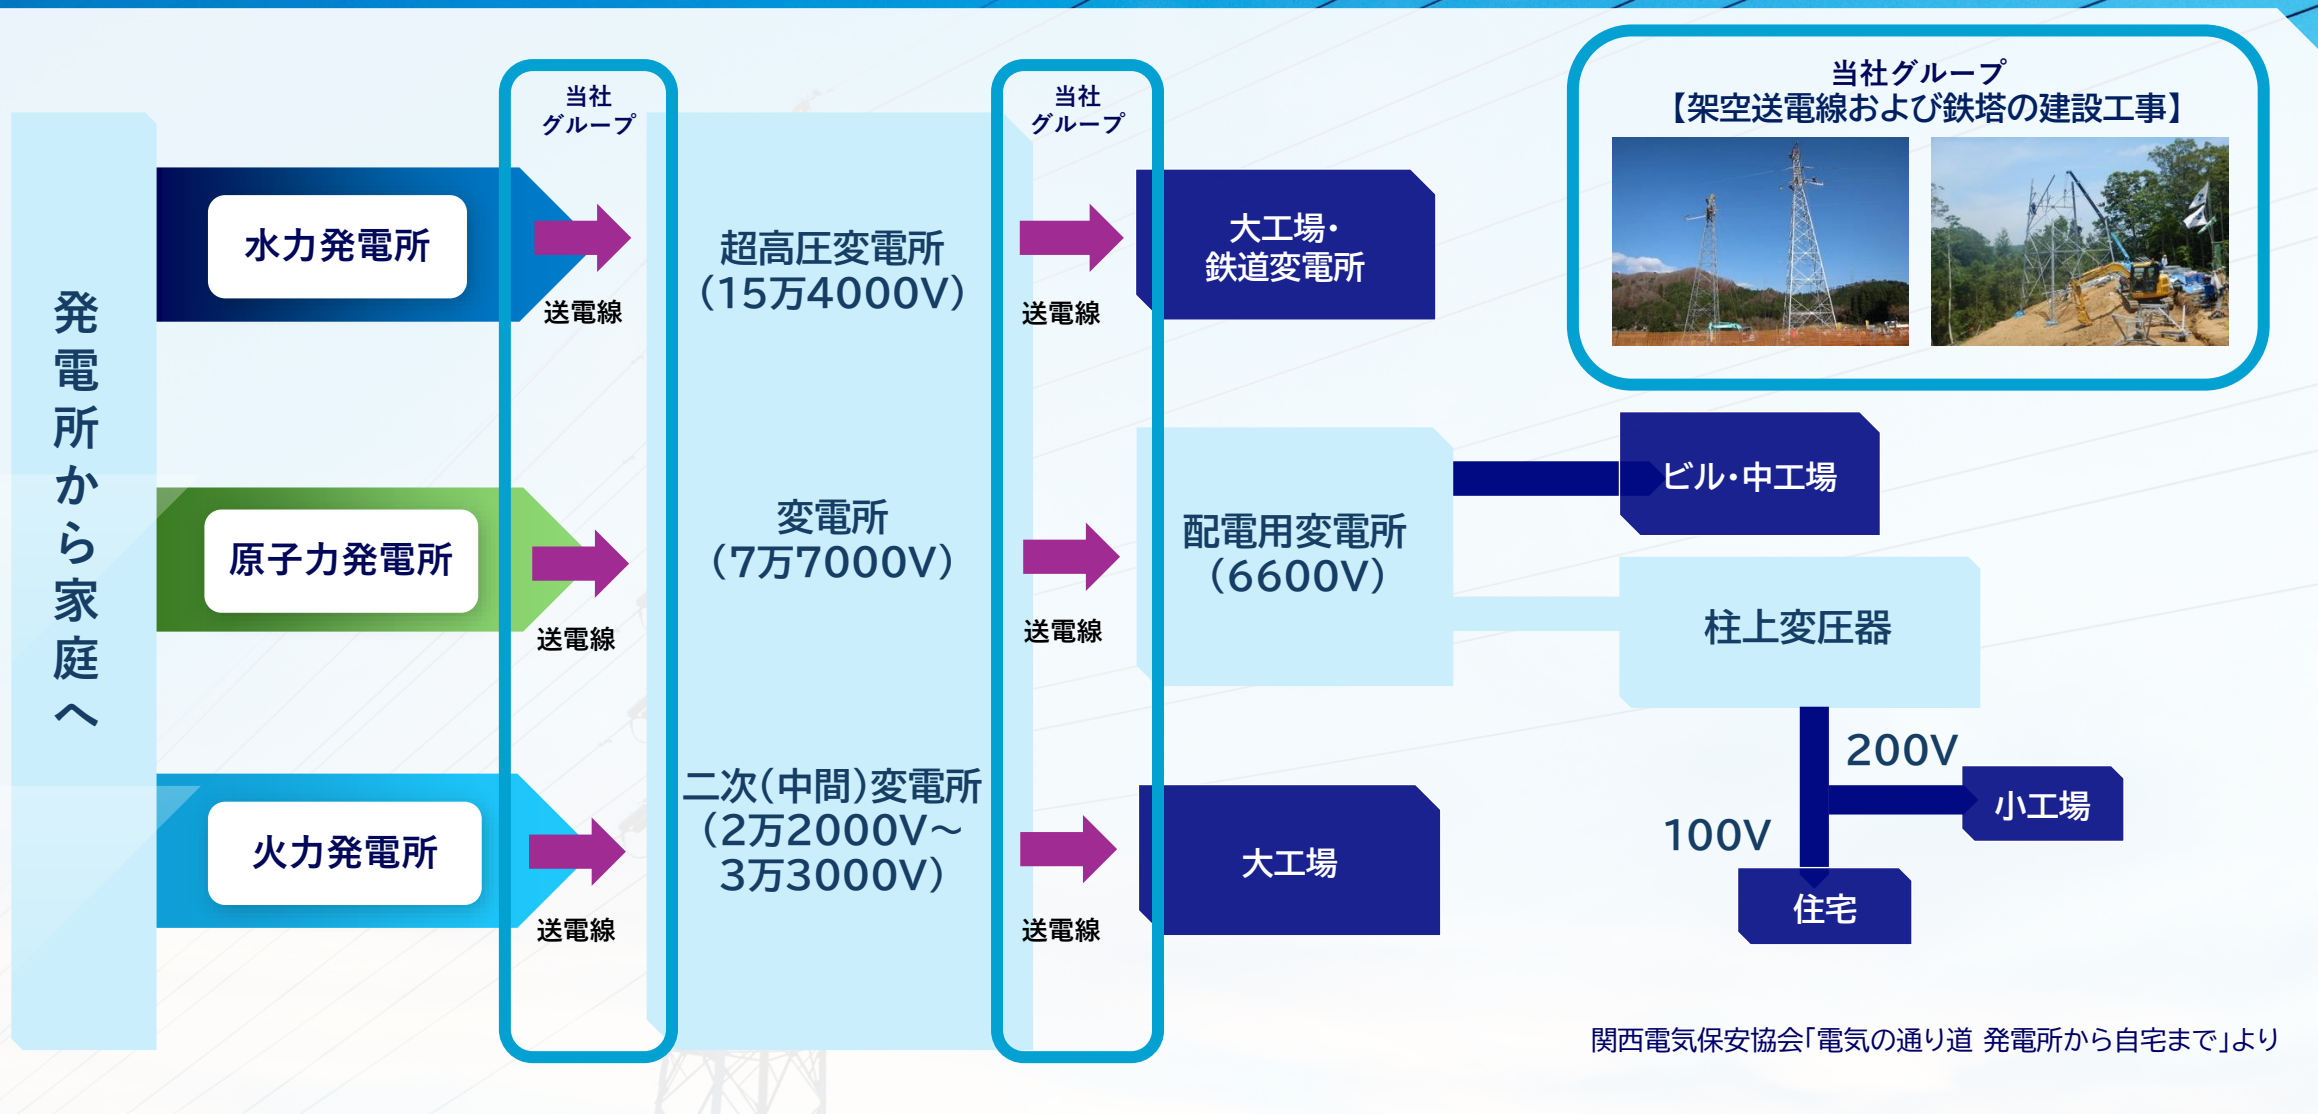 当社
グループ
当社
グループ
当社グループ
【架空送電線および鉄塔の建設工事】
発電所から家庭へ
水力発電所
送電線
超高圧変電所
（15万4000V）
送電線
大工場・
鉄道変電所
原子力発電所
送電線
変電所
（7万7000V）
送電線
配電用変電所
（6600V）
ビル・中工場
柱上変圧器
火力発電所
送電線
二次（中間）変電所
（2万2000V～
3万3000V）
送電線
大工場
200V
小工場
100V
住宅
関西電気保安協会「電気の通り道 発電所から自宅まで」より